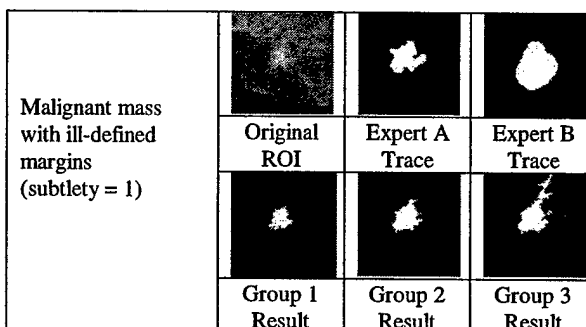 Malignant mass
with ill-defined
margins
(subtlety = 1)
Original
ROI
Expert A
Trace
Expert B
Trace
Group 1
Result
Group 2
Result
Group 3
Result